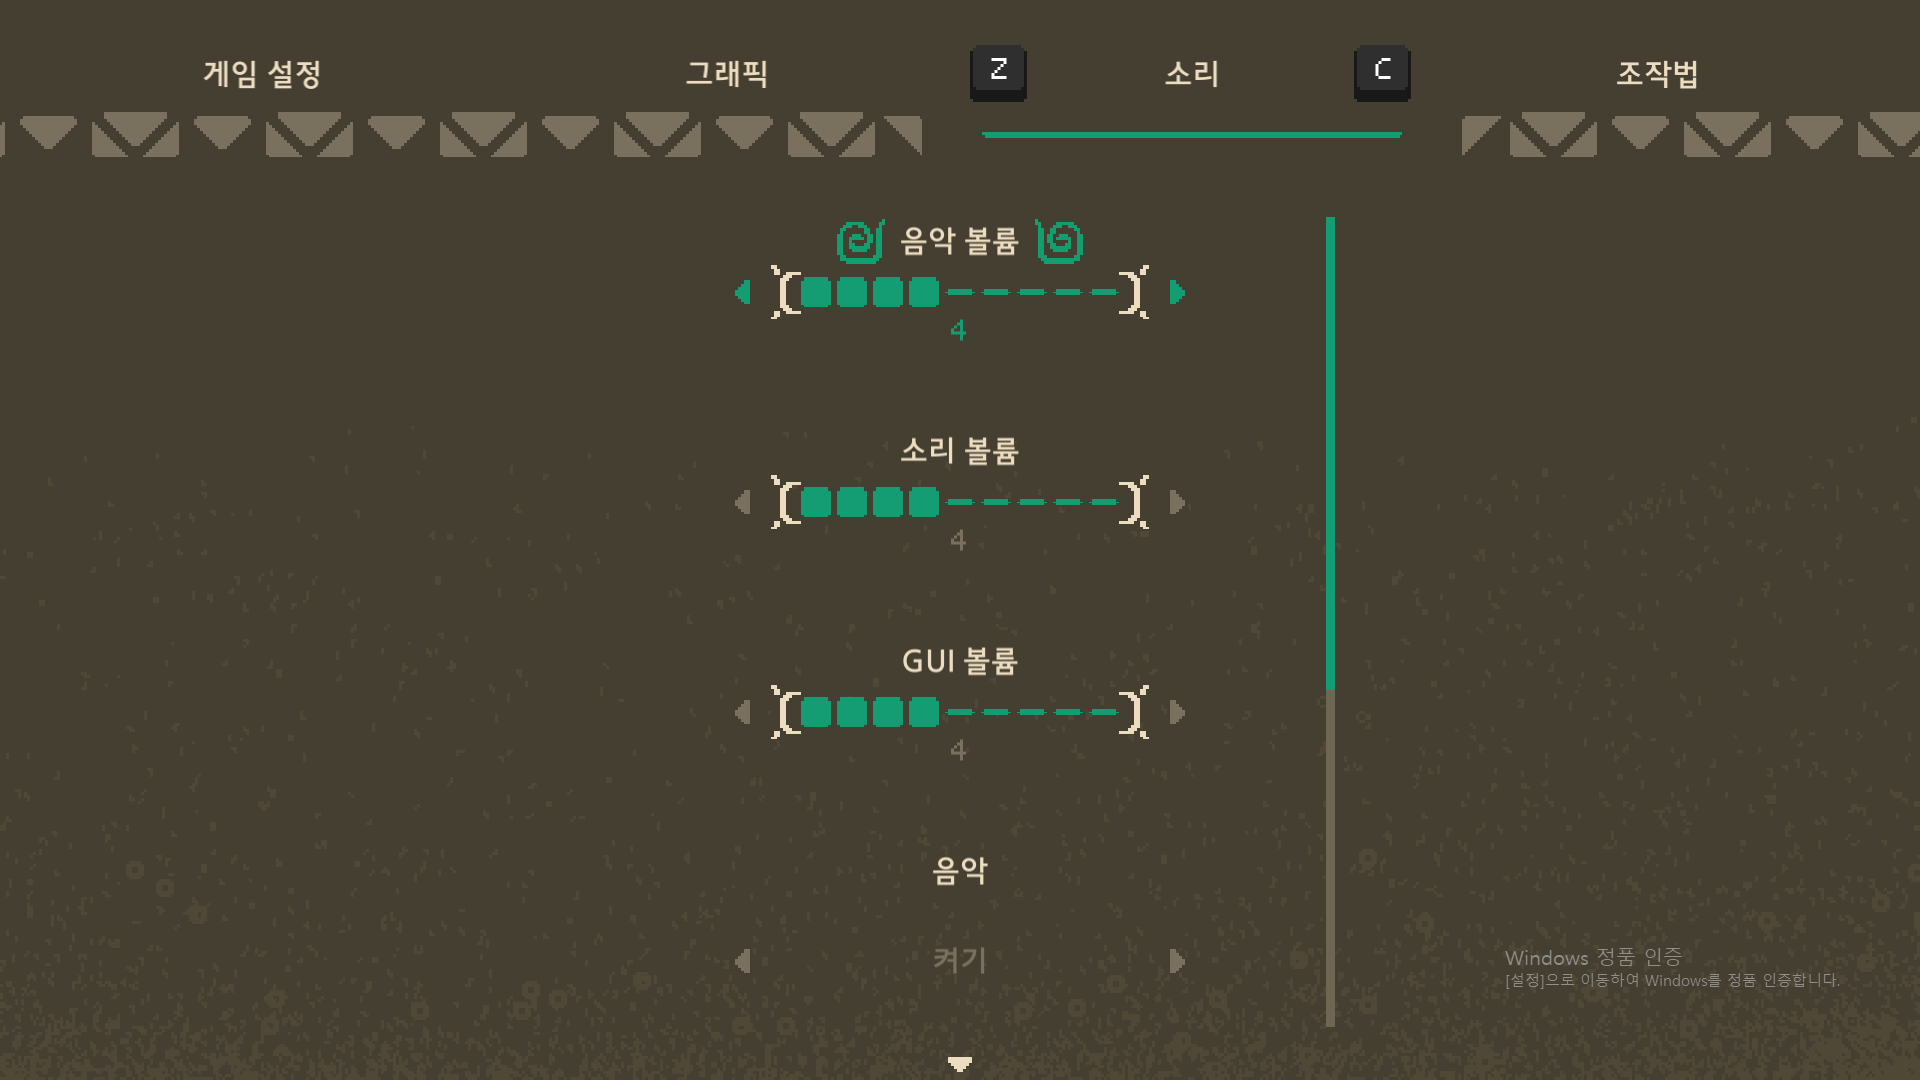 게임 설정 그래픽 Z 소리 C 조작법
음악 볼륨
4
소리 볼륨
4
GUI 볼륨
4
음악
켜기
Windows 정품 인증
[설정]으로 이동하여 Windows를 정품 인증합니다.